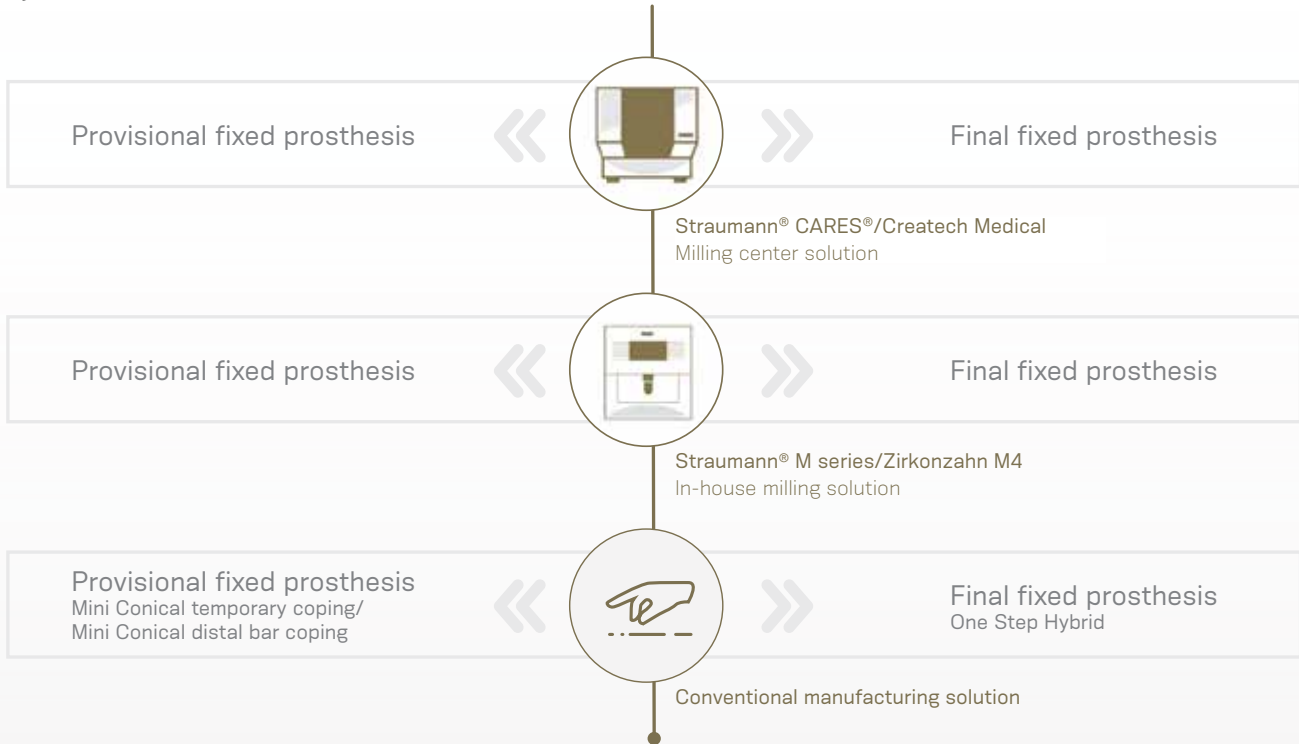 Provisional fixed prosthesis
Final fixed prosthesis
Straumann® CARES®/Createch Medical
Milling center solution
Provisional fixed prosthesis
Final fixed prosthesis
Straumann® M series/Zirkonzahn M4
In-house milling solution
Provisional fixed prosthesis
Mini Conical temporary coping/
Mini Conical distal bar coping
Final fixed prosthesis
One Step Hybrid
Conventional manufacturing solution